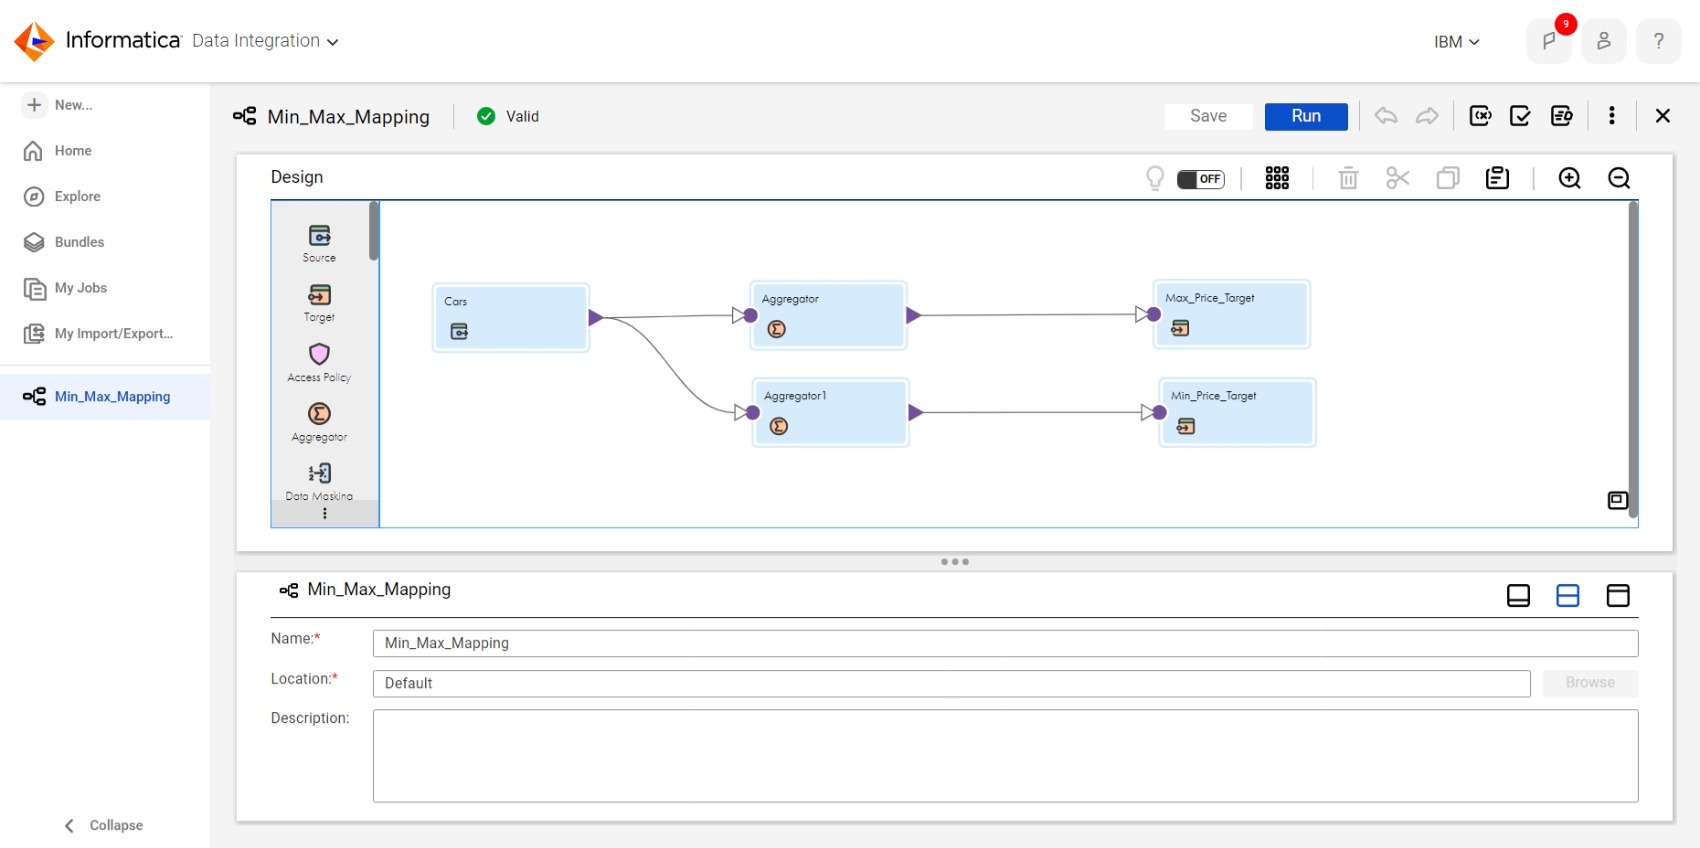 Informatica Data Integration
IBM
9
?
New...
Home
Explore
Bundles
My Jobs
My Import/Export...
Min_Max_Mapping
Collapse
Min_Max_Mapping
Valid
Save
Run
Design
OFF
Source
Target
Access Policy
Aggregator
Data Masking
Cars
Aggregator
Max_Price_Target
Aggregator1
Min_Price_Target
Min_Max_Mapping
Name:*
Min_Max_Mapping
Location:*
Default
Browse
Description: